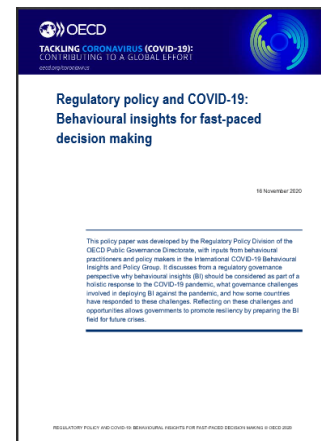 OECD
TACKLING CORONAVIRUS (COVID-19):
CONTRIBUTING TO A GLOBAL EFFORT
oecd.org/coronavirus
Regulatory policy and COVID-19:
Behavioural insights for fast-paced
decision making
16 November 2020
This policy paper was developed by the Regulatory Policy Division of the
OECD Public Governance Directorate, with inputs from behavioural
practitioners and policy makers in the International COVID-19 Behavioural
Insights and Policy Group. It discusses from a regulatory governance
perspective why behavioural insights (BI) should be considered as part of a
holistic response to the COVID-19 pandemic, what governance challenges
involved in deploying BI against the pandemic, and how some countries
have responded to these challenges. Reflecting on these challenges and
opportunities allows governments to promote resiliency by preparing the BI
field for future crises.
REGULATORY POLICY AND COVID-19: BEHAVIOURAL INSIGHTS FOR FAST-PACED DECISION MAKING © OECD 2020